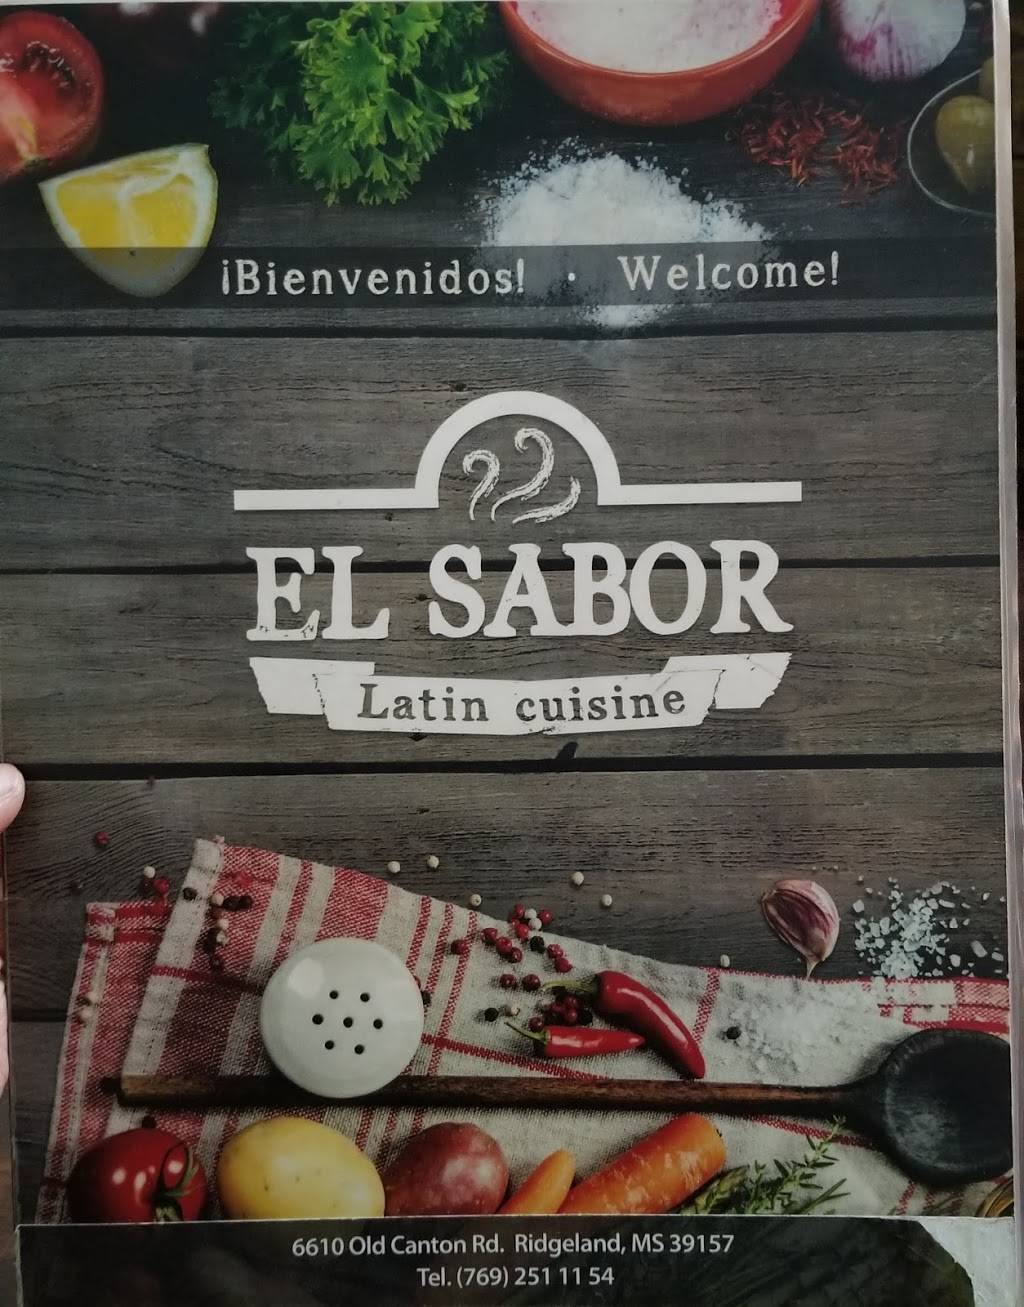 ¡Bienvenidos! · Welcome!
EL SABOR
Latin cuisine
6610 Old Canton Rd. Ridgeland, MS 39157
Tel. (769) 251 11 54